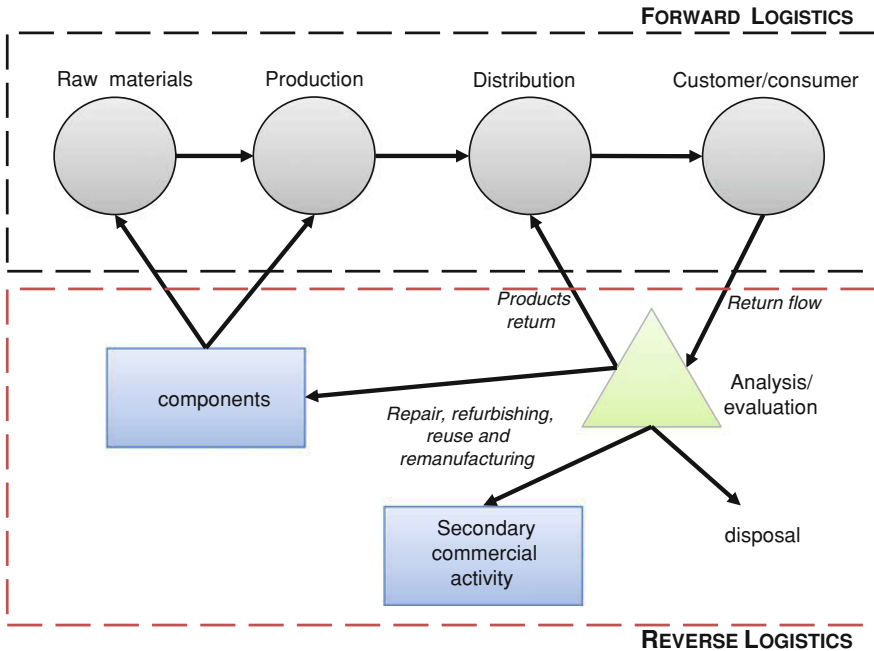 FORWARD LOGISTICS
Raw materials
Production
Distribution
Customer/consumer
Products
return
Return flow
components
Analysis/
evaluation
Repair, refurbishing,
reuse and
remanufacturing
Secondary
commercial
activity
disposal
REVERSE LOGISTICS